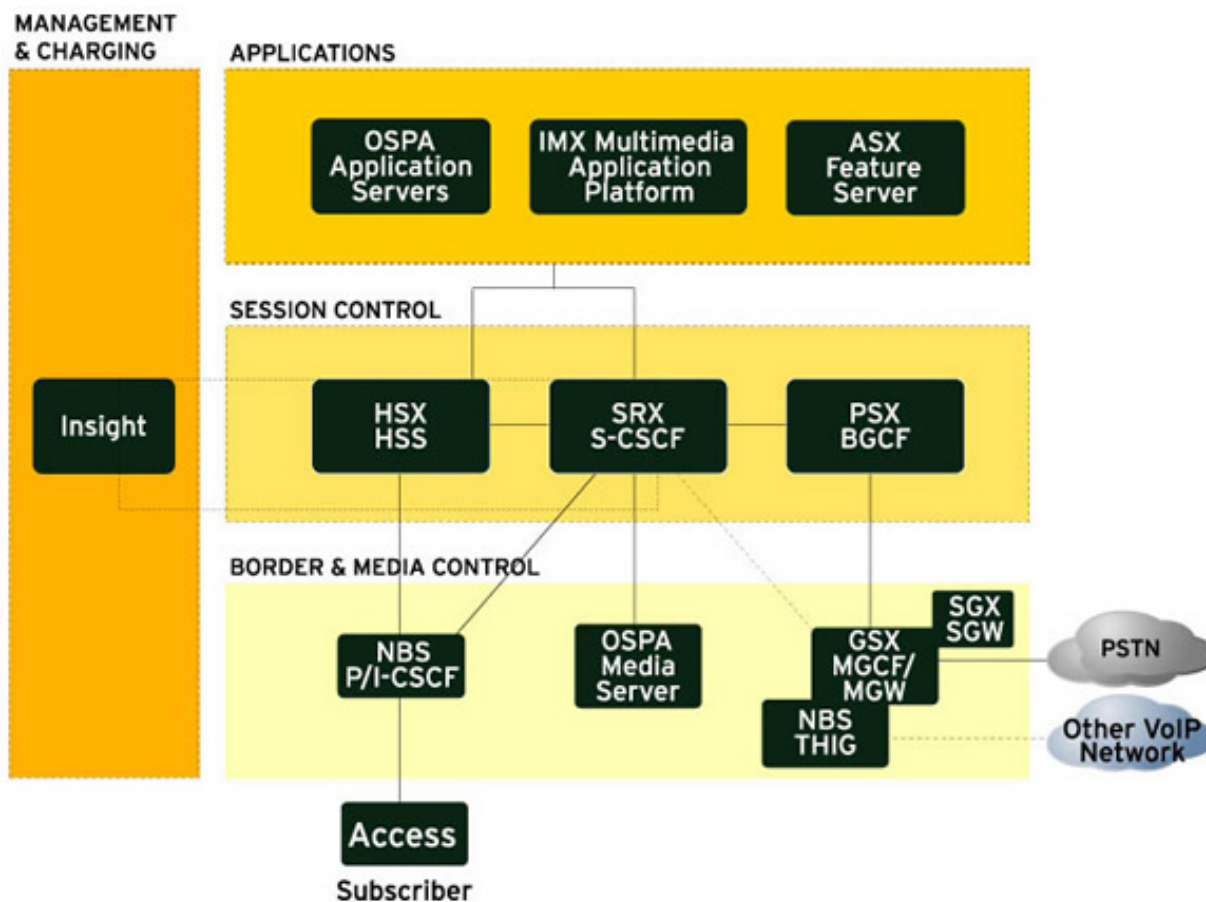 MANAGEMENT
& CHARGING
APPLICATIONS
OSPA
Application
Servers
IMX Multimedia
Application
Platform
ASX
Feature
Server
SESSION CONTROL
Insight
HSX
HSS
SRX
S-CSCF
PSX
BGCF
BORDER & MEDIA CONTROL
NBS
P/I-CSCF
OSPA
Media
Server
SGX
SGW
GSX
MGCF/
MGW
NBS
THIG
PSTN
Other VoIP
Network
Access
Subscriber